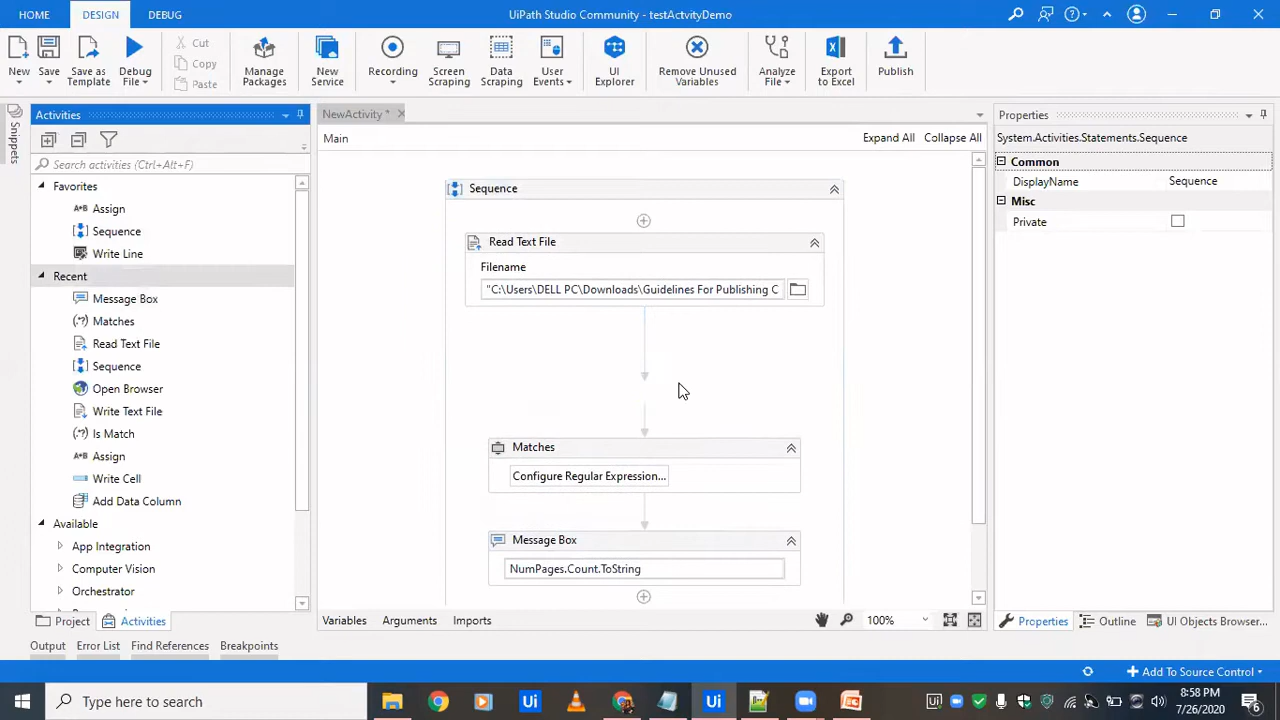 HOME DESIGN DEBUG UiPath Studio Community - testActvityDemo
New Save Save as Template Debug File Cut Copy Paste Manage Packages New Service Recording Screen Scraping Data Scraping User Events UI Explorer Remove Unused Variables Analyze File Export to Excel Publish
Snippets
Activities
Search activities (Ctrl+Alt+F)
Favorites
Assign
Sequence
Write Line
Recent
Message Box
Matches
Read Text File
Sequence
Open Browser
Write Text File
Is Match
Assign
Write Cell
Add Data Column
Available
App Integration
Computer Vision
Orchestrator
Project Activities
NewActivity *
Main Expand All Collapse All
Sequence
Read Text File
Filename
"C:\Users\DELL PC\Downloads\Guidelines For Publishing C
Matches
Configure Regular Expression...
Message Box
NumPages.Count.ToString
Variables Arguments Imports 100%
Properties
System.Activities.Statements.Sequence
Common
DisplayName Sequence
Misc
Private
Properties Outline UI Objects Browser...
Output Error List Find References Breakpoints
Add To Source Control
Type here to search
8:58 PM
7/26/2020
6